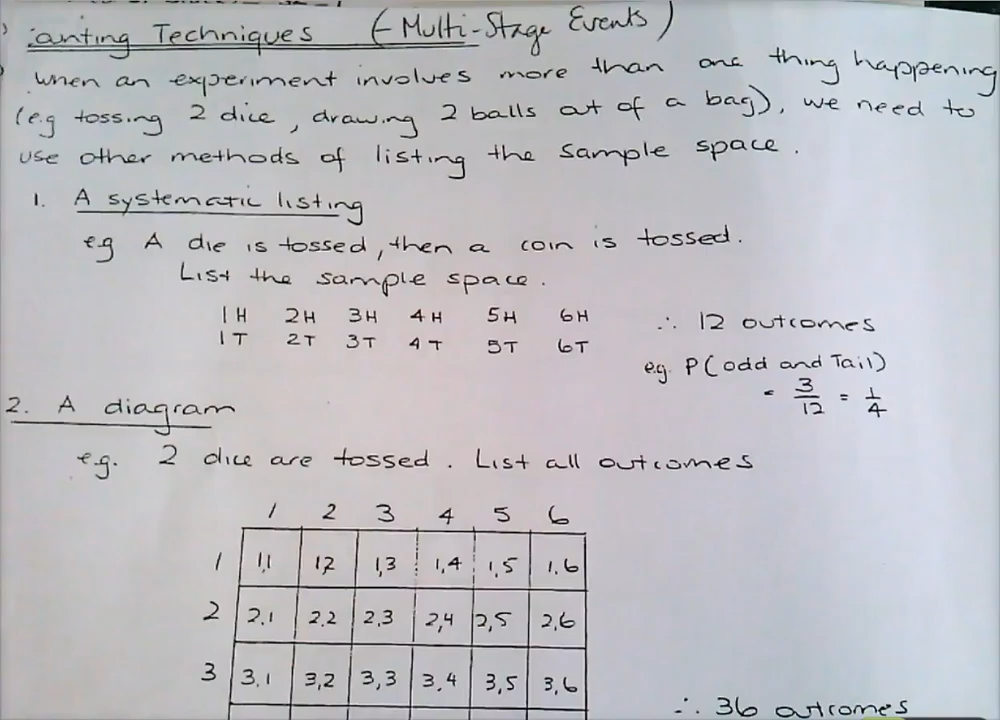 anting Techniques (-Multi-Stage Events)
when an experiment involves more than one thing happening
(e.g tossing 2 dice, drawing 2 balls out of a bag), we need to
use other methods of listing the sample space.
1. A systematic listing
eg A die is tossed, then a coin is tossed.
List the sample space.
1H 2H 3H 4H 5H 6H
1T 2T 3T 4T 5T 6T
∴ 12 outcomes
e.g. P(odd and Tail)
= 3/12 = 1/4
2. A diagram
e.g. 2 dice are tossed. List all outcomes
1 2 3 4 5 6
1 1,1 1,2 1,3 1,4 1,5 1,6
2 2,1 2,2 2,3 2,4 2,5 2,6
3 3,1 3,2 3,3 3,4 3,5 3,6
∴ 36 outcomes